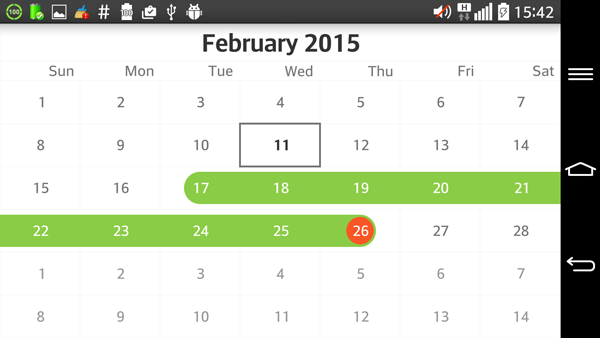 100 # 100 H 15:42
February 2015
Sun Mon Tue Wed Thu Fri Sat
1 2 3 4 5 6 7
8 9 10 11 12 13 14
15 16 17 18 19 20 21
22 23 24 25 26 27 28
1 2 3 4 5 6 7
8 9 10 11 12 13 14